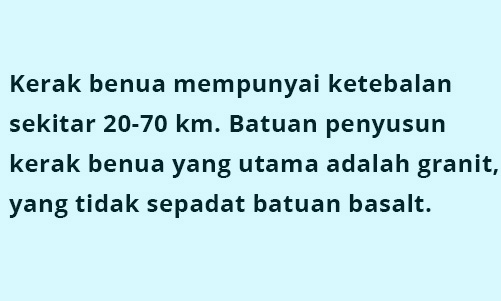 Kerak benua mempunyai ketebalan
sekitar 20-70 km. Batuan penyusun
kerak benua yang utama adalah granit,
yang tidak sepadat batuan basalt.